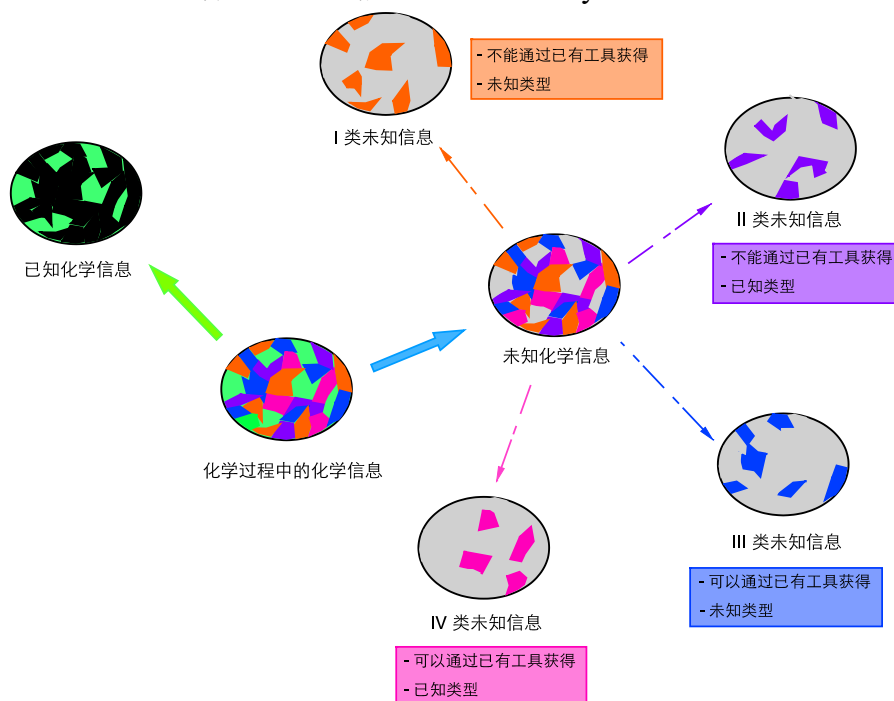 - 不能通过已有工具获得
- 未知类型
I 类未知信息
II 类未知信息
- 不能通过已有工具获得
- 已知类型
已知化学信息
未知化学信息
化学过程中的化学信息
III 类未知信息
- 可以通过已有工具获得
- 未知类型
IV 类未知信息
- 可以通过已有工具获得
- 已知类型